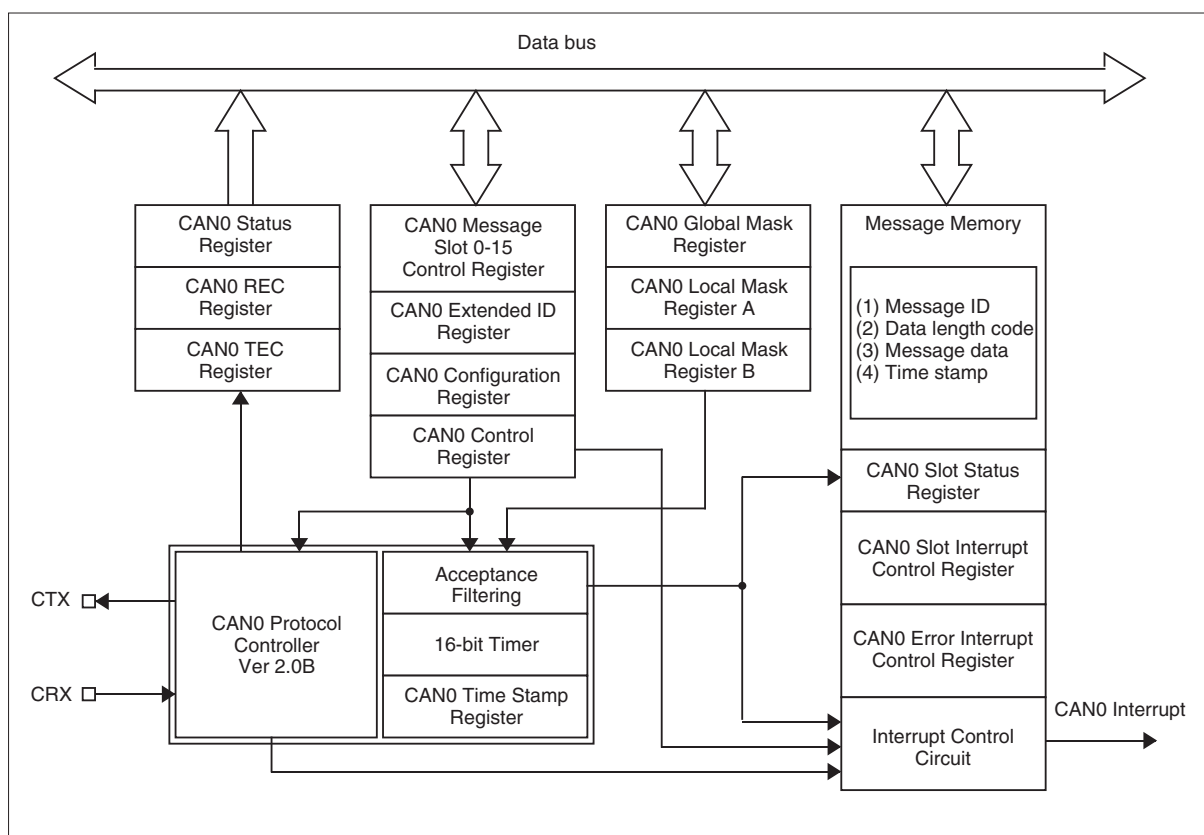 Data bus
CAN0 Status
Register
CAN0 REC
Register
CAN0 TEC
Register
CAN0 Message
Slot 0-15
Control Register
CAN0 Extended ID
Register
CAN0 Configuration
Register
CAN0 Control
Register
CAN0 Global Mask
Register
CAN0 Local Mask
Register A
CAN0 Local Mask
Register B
Message Memory
(1) Message ID
(2) Data length code
(3) Message data
(4) Time stamp
CAN0 Slot Status
Register
CAN0 Slot Interrupt
Control Register
CAN0 Error Interrupt
Control Register
Interrupt Control
Circuit
CAN0 Interrupt
CTX
CRX
CAN0 Protocol
Controller
Ver 2.0B
Acceptance
Filtering
16-bit Timer
CAN0 Time Stamp
Register